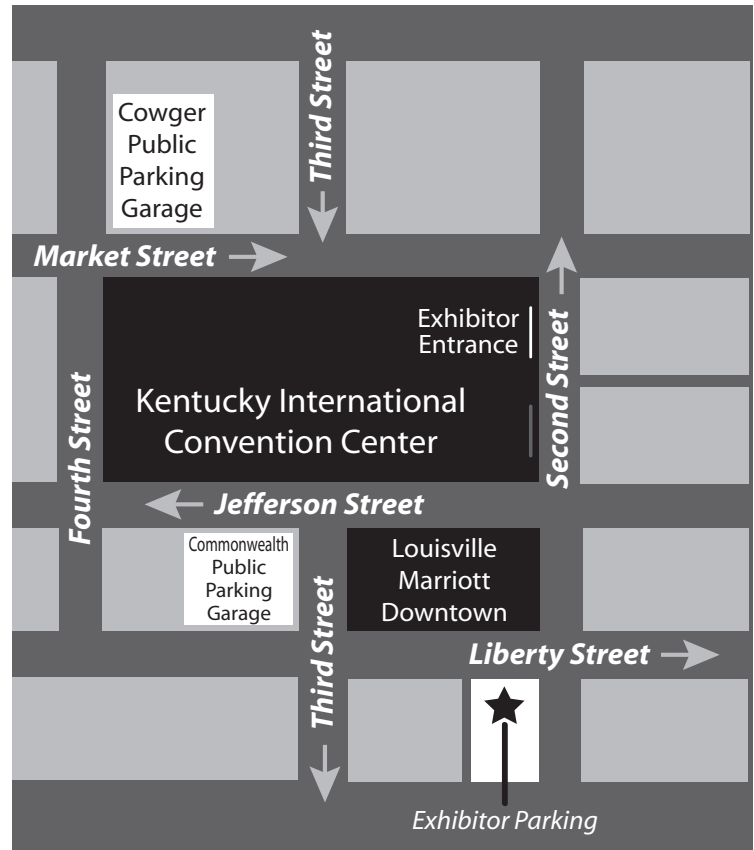 Cowger
Public
Parking
Garage
Third Street
Market Street
Exhibitor
Entrance
Kentucky International
Convention Center
Second Street
Fourth Street
Jefferson Street
Commonwealth
Public
Parking
Garage
Louisville
Marriott
Downtown
Third Street
Liberty Street
Exhibitor Parking